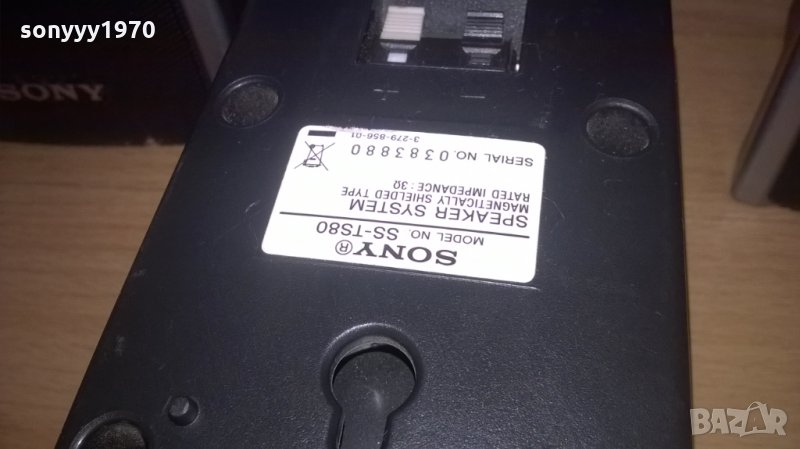 sonyyy1970
SONY
SONY®
MODEL NO. SS-TS80
SPEAKER SYSTEM
MAGNETICALLY SHIELDED TYPE
RATED IMPEDANCE : 3Ω
SERIAL NO. 0383880
3-279-856-01
+ −
BAZAR